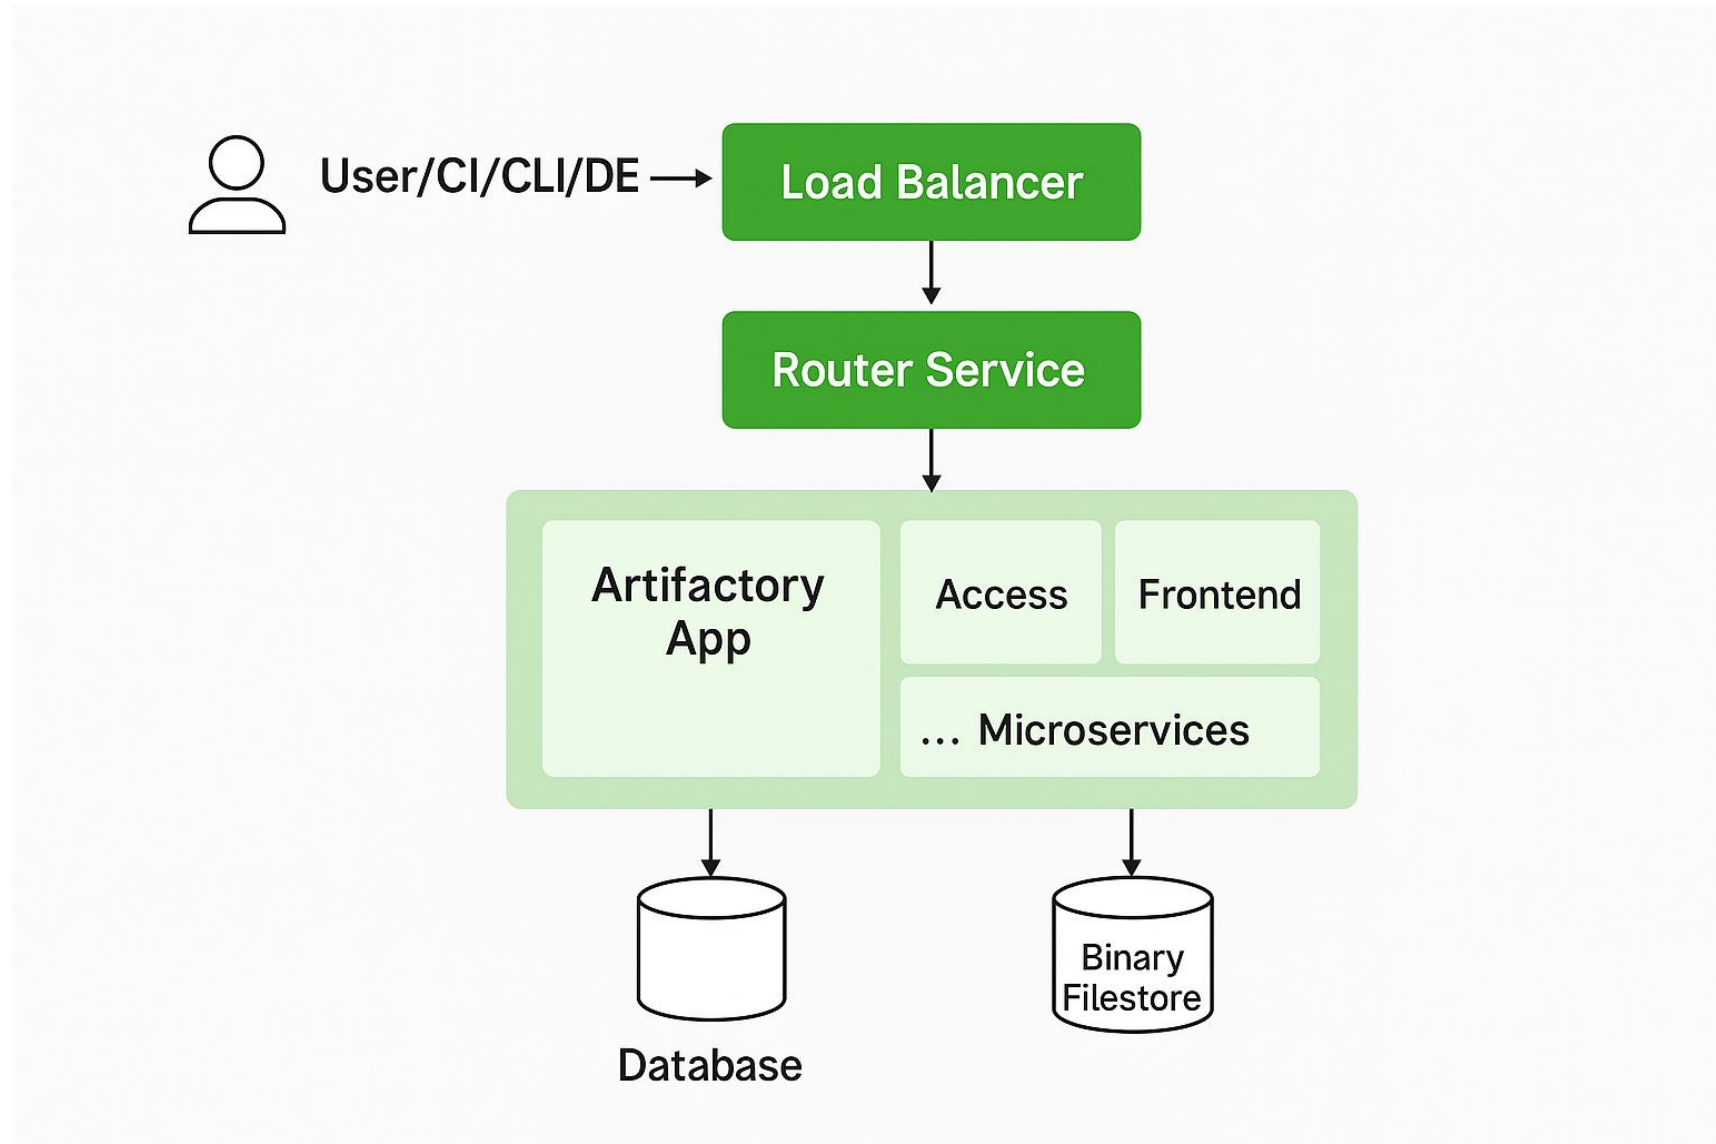 User/CI/CLI/DE
Load Balancer
Router Service
Artifactory
App
Access
Frontend
... Microservices
Binary
Filestore
Database